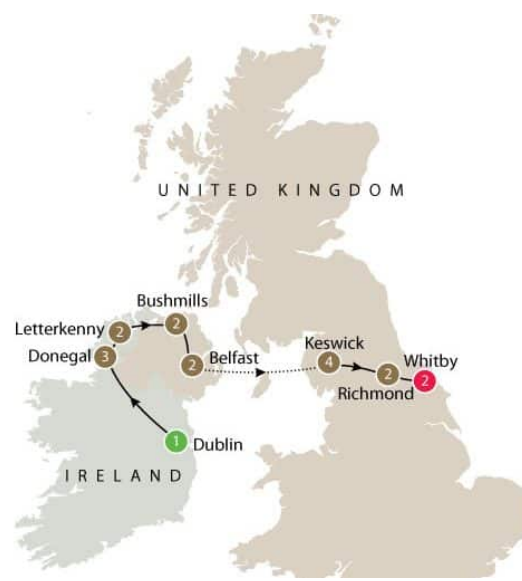 UNITED KINGDOM
Bushmills
2
Letterkenny
2
Donegal
3
2
Belfast
Keswick
4
Whitby
2
2
Richmond
1
Dublin
IRELAND
2